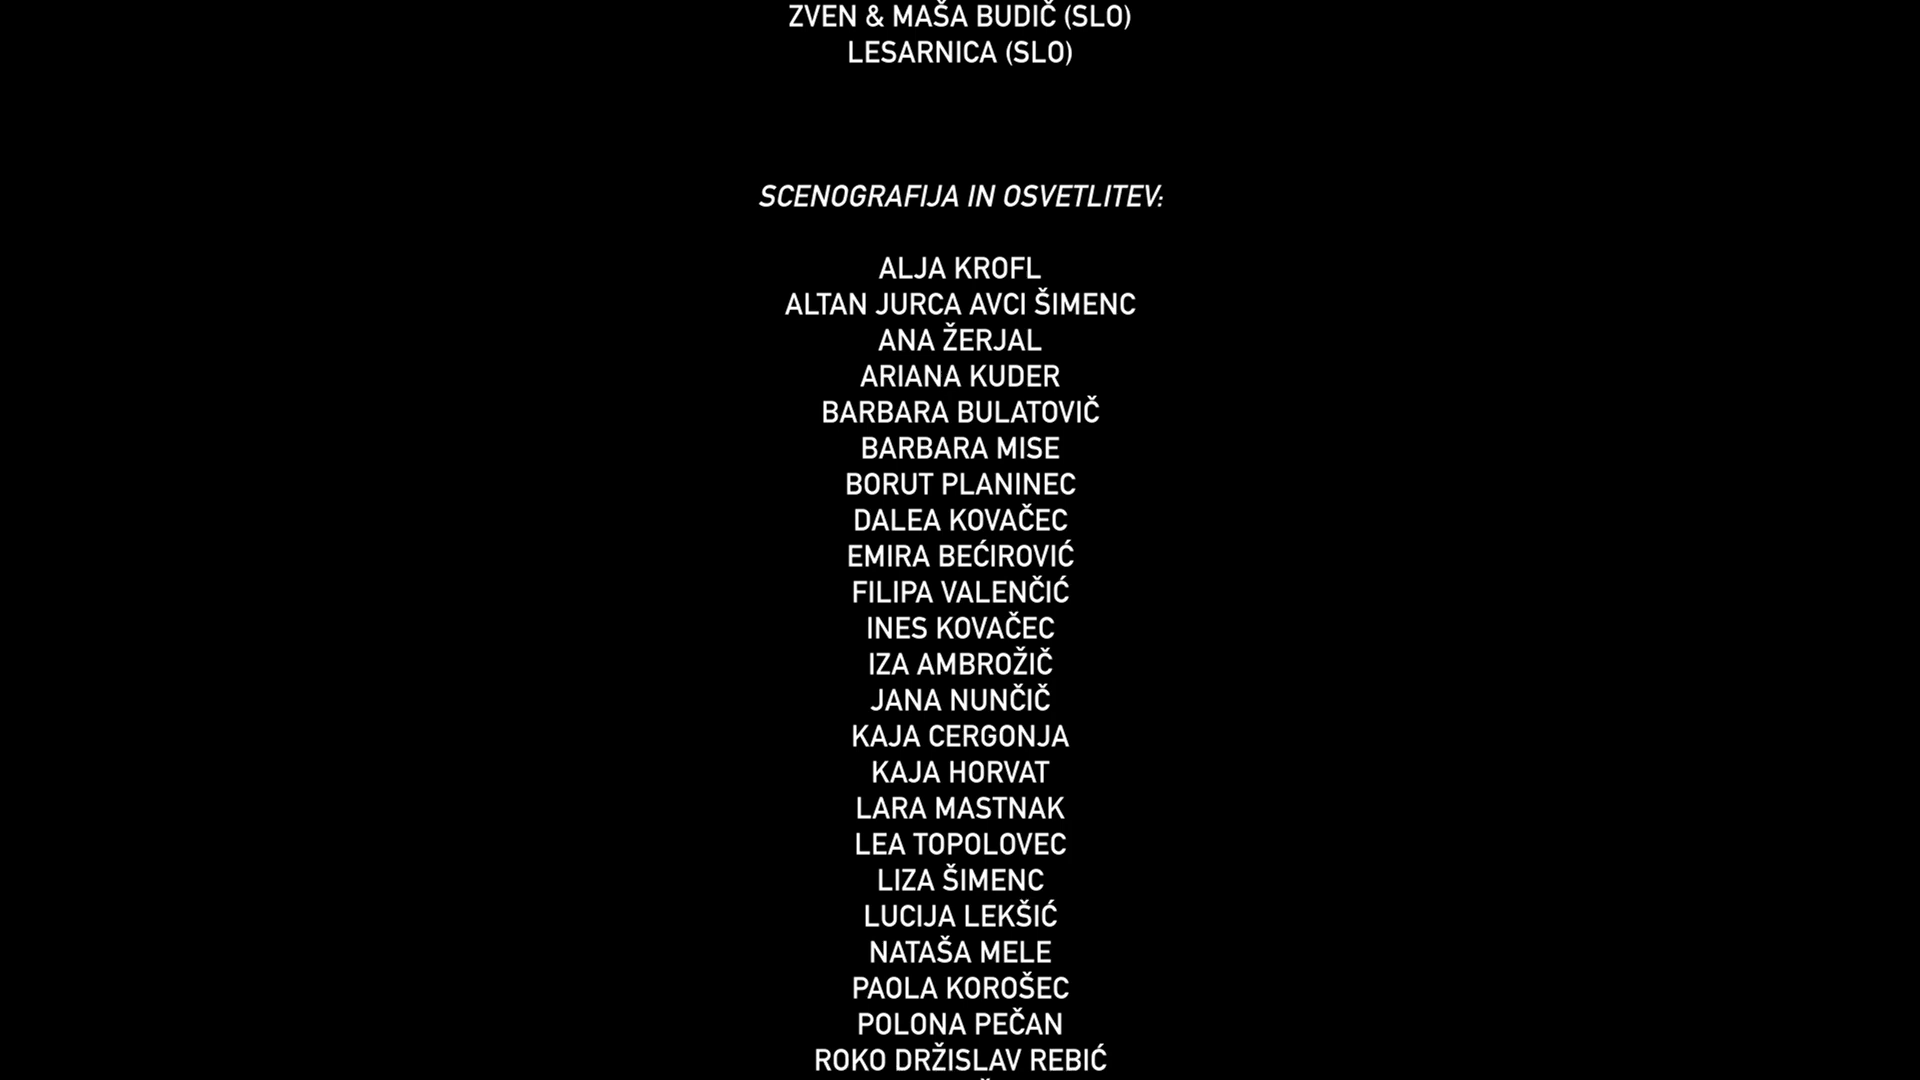 ZVEN & MAŠA BUDIČ (SLO)
LESARNICA (SLO)
SCENOGRAFIJA IN OSVETLITEV:
ALJA KROFL
ALTAN JURCA AVCI ŠIMENC
ANA ŽERJAL
ARIANA KUDER
BARBARA BULATOVIČ
BARBARA MISE
BORUT PLANINEC
DALEA KOVAČEC
EMIRA BEĆIROVIĆ
FILIPA VALENČIĆ
INES KOVAČEC
IZA AMBROŽIČ
JANA NUNČIČ
KAJA CERGONJA
KAJA HORVAT
LARA MASTNAK
LEA TOPOLOVEC
LIZA ŠIMENC
LUCIJA LEKŠIĆ
NATAŠA MELE
PAOLA KOROŠEC
POLONA PEČAN
ROKO DRŽISLAV REBIĆ